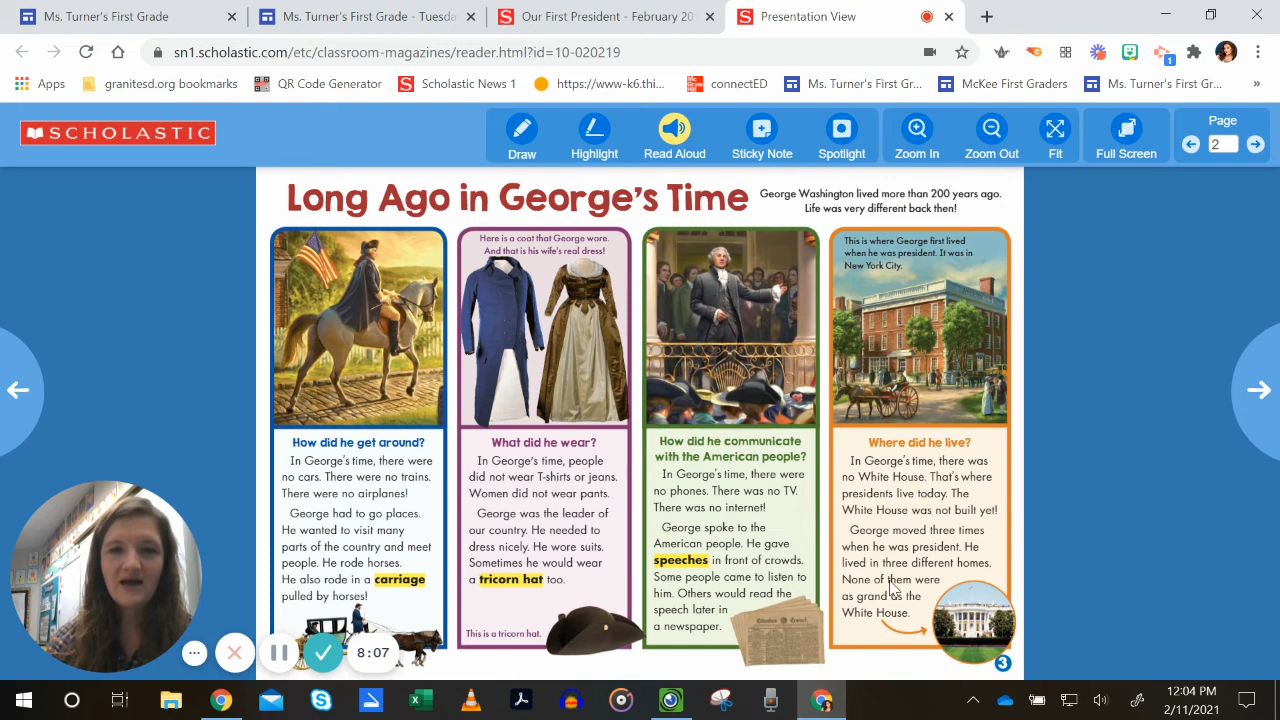 Ms. Turner's First Grade
Ms. Turner's First Grade - Tuesda
Our First President - February 20
Presentation View
sn1.scholastic.com/etc/classroom-magazines/reader.html?id=10-020219
Apps
granitesd.org bookmarks
QR Code Generator
Scholastic News 1
https://www-k6.thi...
connectED
Ms. Turner's First Gr...
McKee First Graders
Ms. Turner's First Gr...
»
SCHOLASTIC
Draw
Highlight
Read Aloud
Sticky Note
Spotlight
Zoom In
Zoom Out
Fit
Full Screen
Page
2
Long Ago in George's Time
George Washington lived more than 200 years ago.
Life was very different back then!
How did he get around?
In George's time, there were
no cars. There were no trains.
There were no airplanes!
George had to go places.
He wanted to visit many
parts of the country and meet
people. He rode horses.
He also rode in a carriage
pulled by horses!
Here is a coat that George wore.
And that is his wife's real dress!
What did he wear?
In George's time, people
did not wear T-shirts or jeans.
Women did not wear pants.
George was the leader of
our country. He needed to
dress nicely. He wore suits.
Sometimes he would wear
a tricorn hat too.
This is a tricorn hat.
How did he communicate
with the American people?
In George's time, there were
no phones. There was no TV.
There was no internet!
George spoke to the
American people. He gave
speeches in front of crowds.
Some people came to listen to
him. Others would read the
speech later in
a newspaper.
This is where George first lived
when he was president. It was in
New York City.
Where did he live?
In George's time, there was
no White House. That's where
presidents live today. The
White House was not built yet!
George moved three times
when he was president. He
lived in three different homes.
None of them were
as grand as the
White House.
3
8:07
12:04 PM
2/11/2021